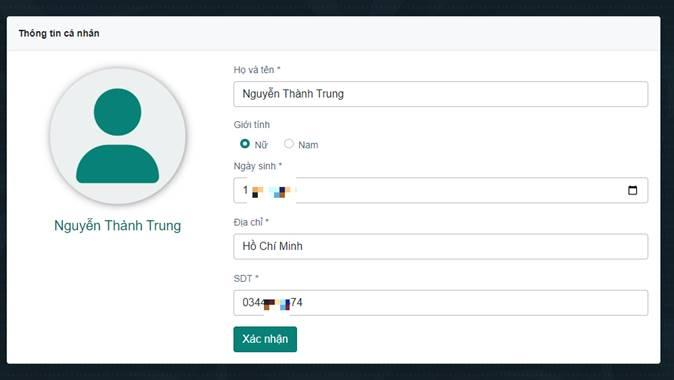 Thông tin cá nhân
Họ và tên *
Nguyễn Thành Trung
Giới tính
Nữ
Nam
Ngày sinh *
Nguyễn Thành Trung
Địa chỉ *
Hồ Chí Minh
SDT *
Xác nhận